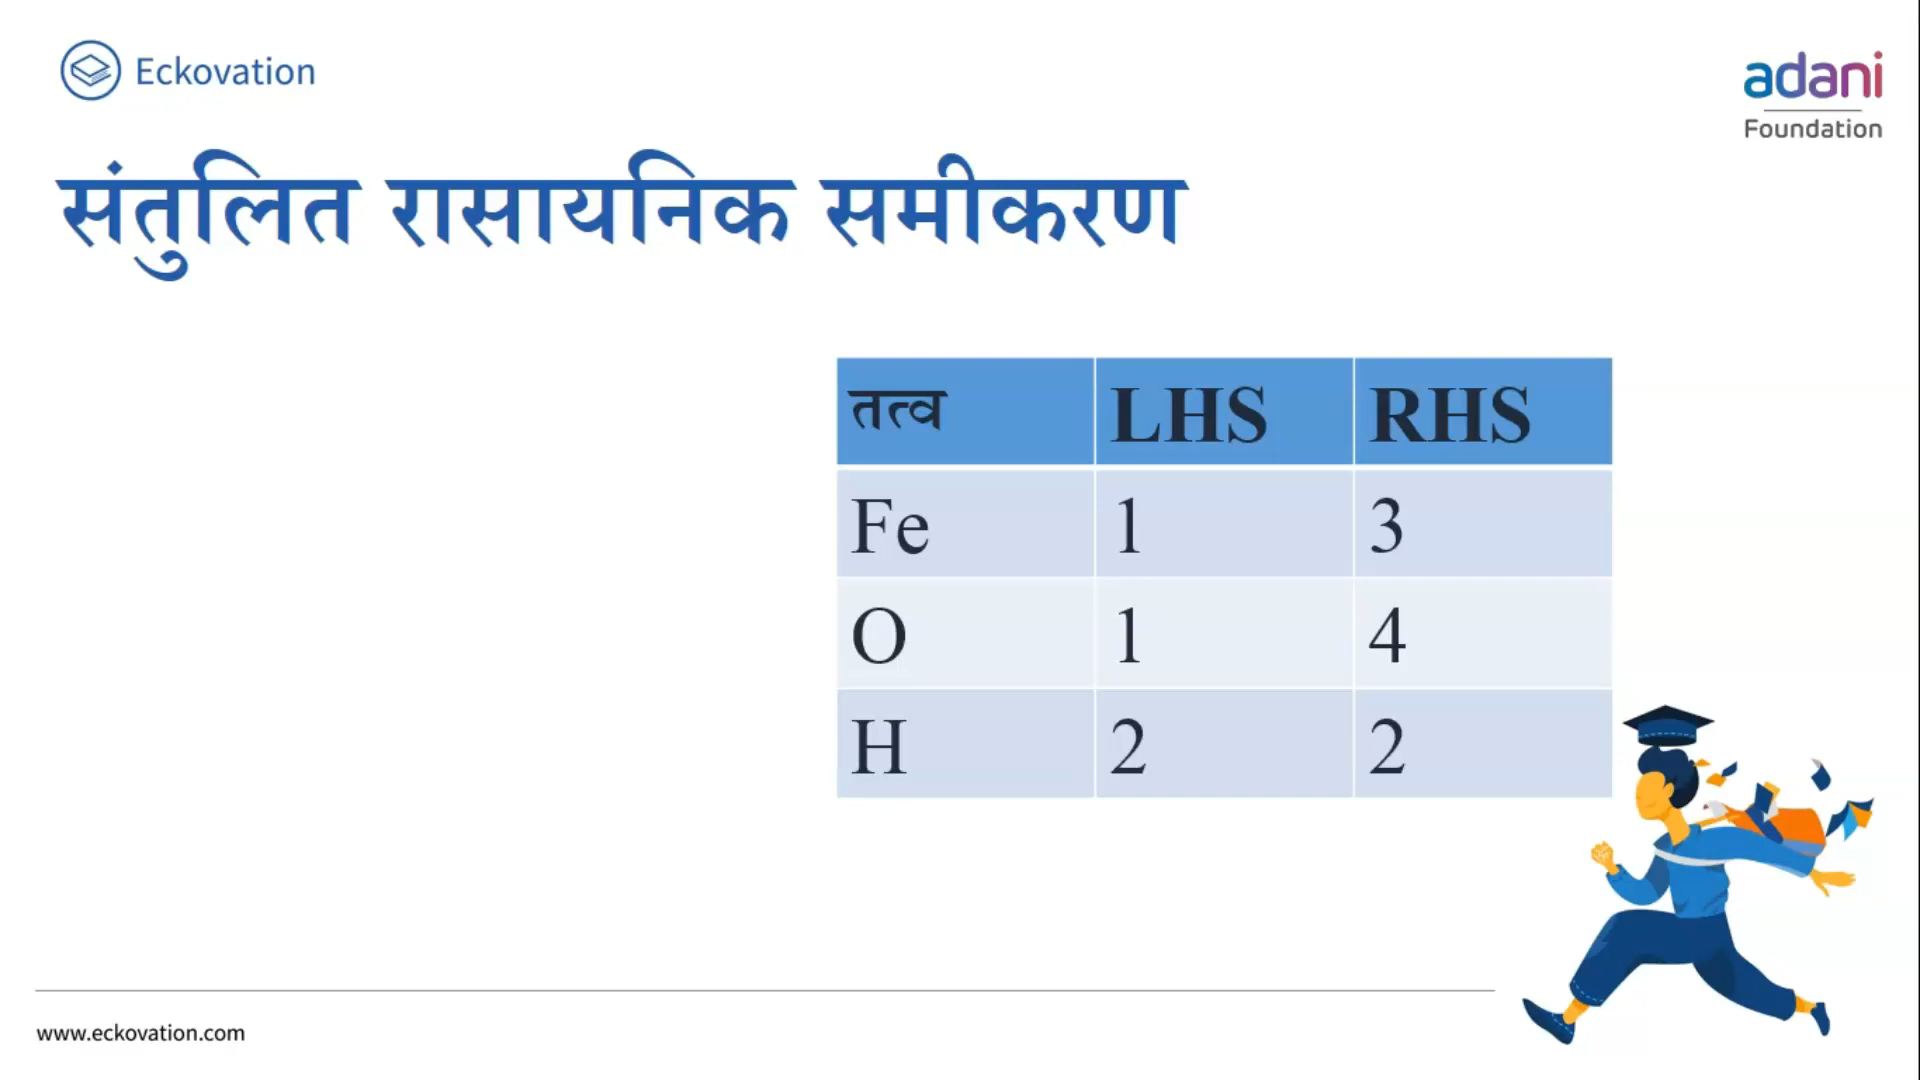 Eckovation
adani
Foundation
संतुलित रासायनिक समीकरण
तत्व LHS RHS
Fe 1 3
O 1 4
H 2 2
www.eckovation.com